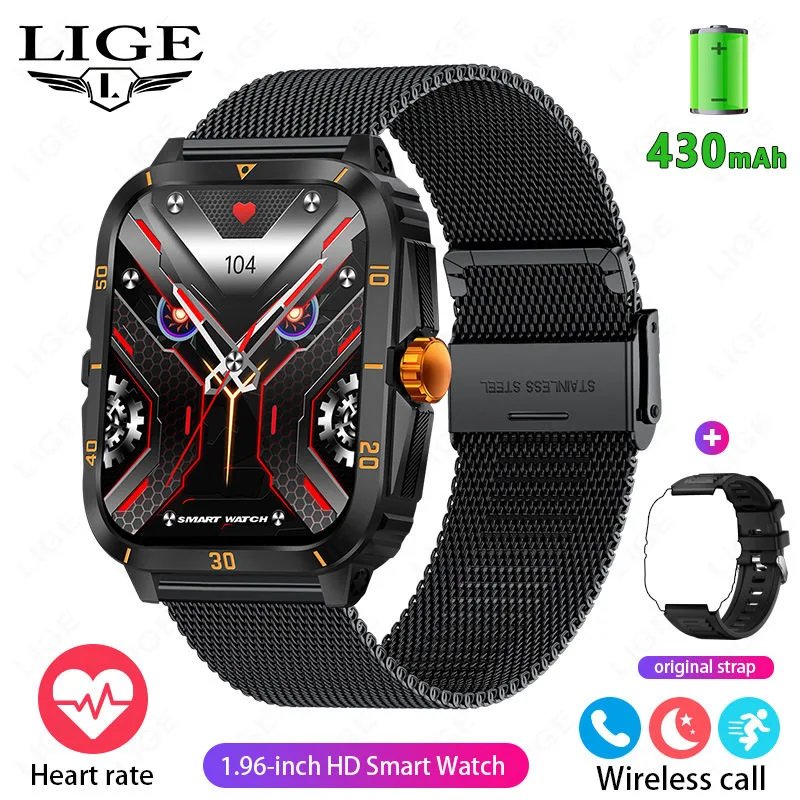 LIGE
L
430mAh
104
50
10
40
20
SMART WATCH
30
STAINLESS STEEL
+
original strap
Heart rate
1.96-inch HD Smart Watch
Wireless call